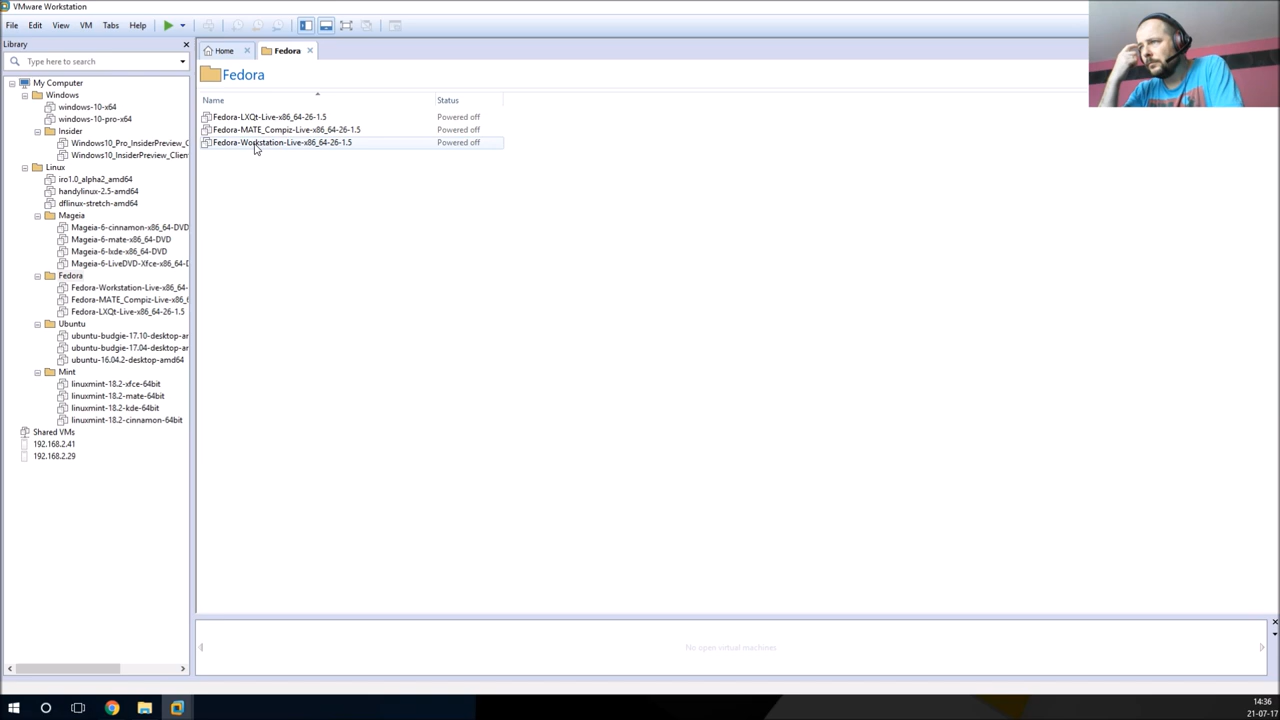 VMware Workstation
File Edit View VM Tabs Help
Library
Type here to search
My Computer
Windows
windows-10-x64
windows-10-pro-x64
Insider
Windows10_Pro_InsiderPreview_C
Windows10_InsiderPreview_Clien
Linux
iro1.0_alpha2_amd64
handylinux-2.5-amd64
dflinux-stretch-amd64
Mageia
Mageia-6-cinnamon-x86_64-DVD
Mageia-6-mate-x86_64-DVD
Mageia-6-lxde-x86_64-DVD
Mageia-6-LiveDVD-Xfce-x86_64-D
Fedora
Fedora-Workstation-Live-x86_64-
Fedora-MATE_Compiz-Live-x86_6
Fedora-LXQt-Live-x86_64-26-1.5
Ubuntu
ubuntu-budgie-17.10-desktop-ar
ubuntu-budgie-17.04-desktop-ar
ubuntu-16.04.2-desktop-amd64
Mint
linuxmint-18.2-xfce-64bit
linuxmint-18.2-mate-64bit
linuxmint-18.2-kde-64bit
linuxmint-18.2-cinnamon-64bit
Shared VMs
192.168.2.41
192.168.2.29
Home Fedora
Fedora
Name Status
Fedora-LXQt-Live-x86_64-26-1.5 Powered off
Fedora-MATE_Compiz-Live-x86_64-26-1.5 Powered off
Fedora-Workstation-Live-x86_64-26-1.5 Powered off
No open virtual machines
14:36
21-07-17